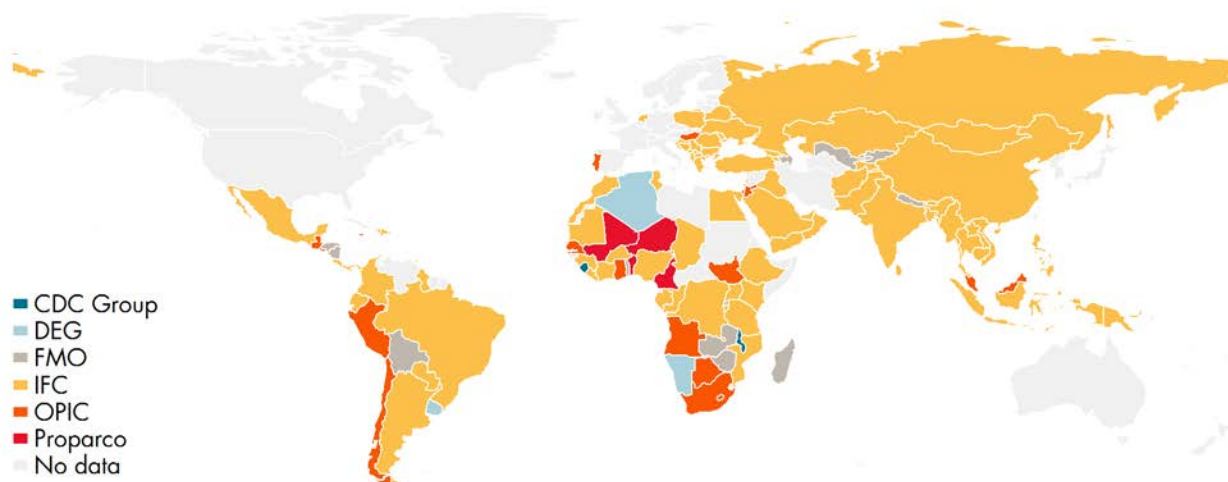 CDC Group
DEG
FMO
IFC
OPIC
Proparco
No data